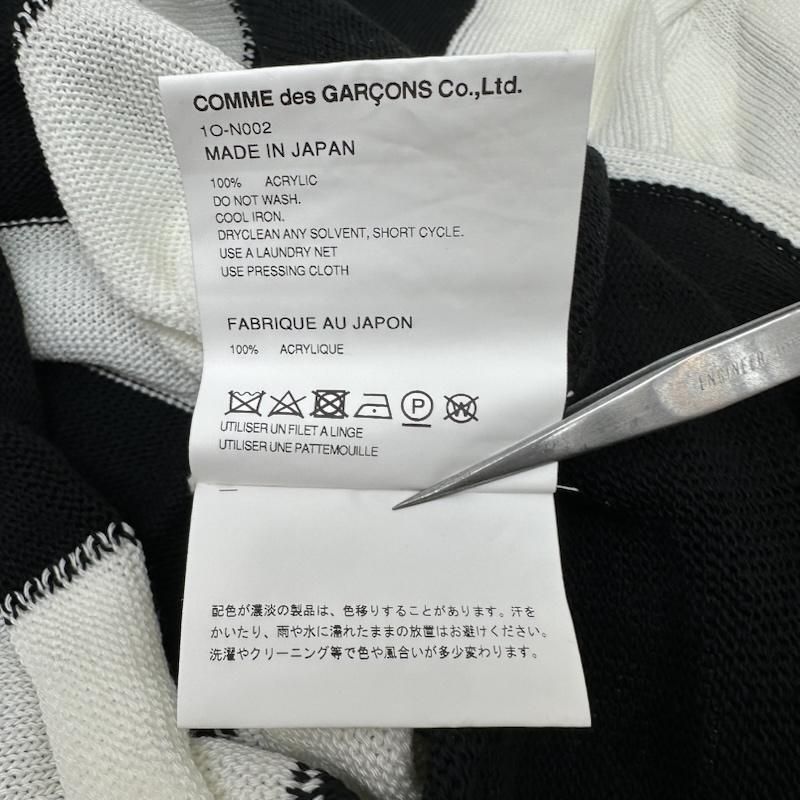 COMME des GARÇONS Co.,Ltd.
1O-N002
MADE IN JAPAN
100% ACRYLIC
DO NOT WASH.
COOL IRON.
DRYCLEAN ANY SOLVENT, SHORT CYCLE.
USE A LAUNDRY NET
USE PRESSING CLOTH
FABRIQUE AU JAPON
100% ACRYLIQUE
P W
UTILISER UN FILET A LINGE
UTILISER UNE PATTEMOUILLE
ENGINEER
配色が濃淡の製品は、色移りすることがあります。汗を
かいたり、雨や水に濡れたままの放置はお避けください。
洗濯やクリーニング等で色や風合いが多少変わります。